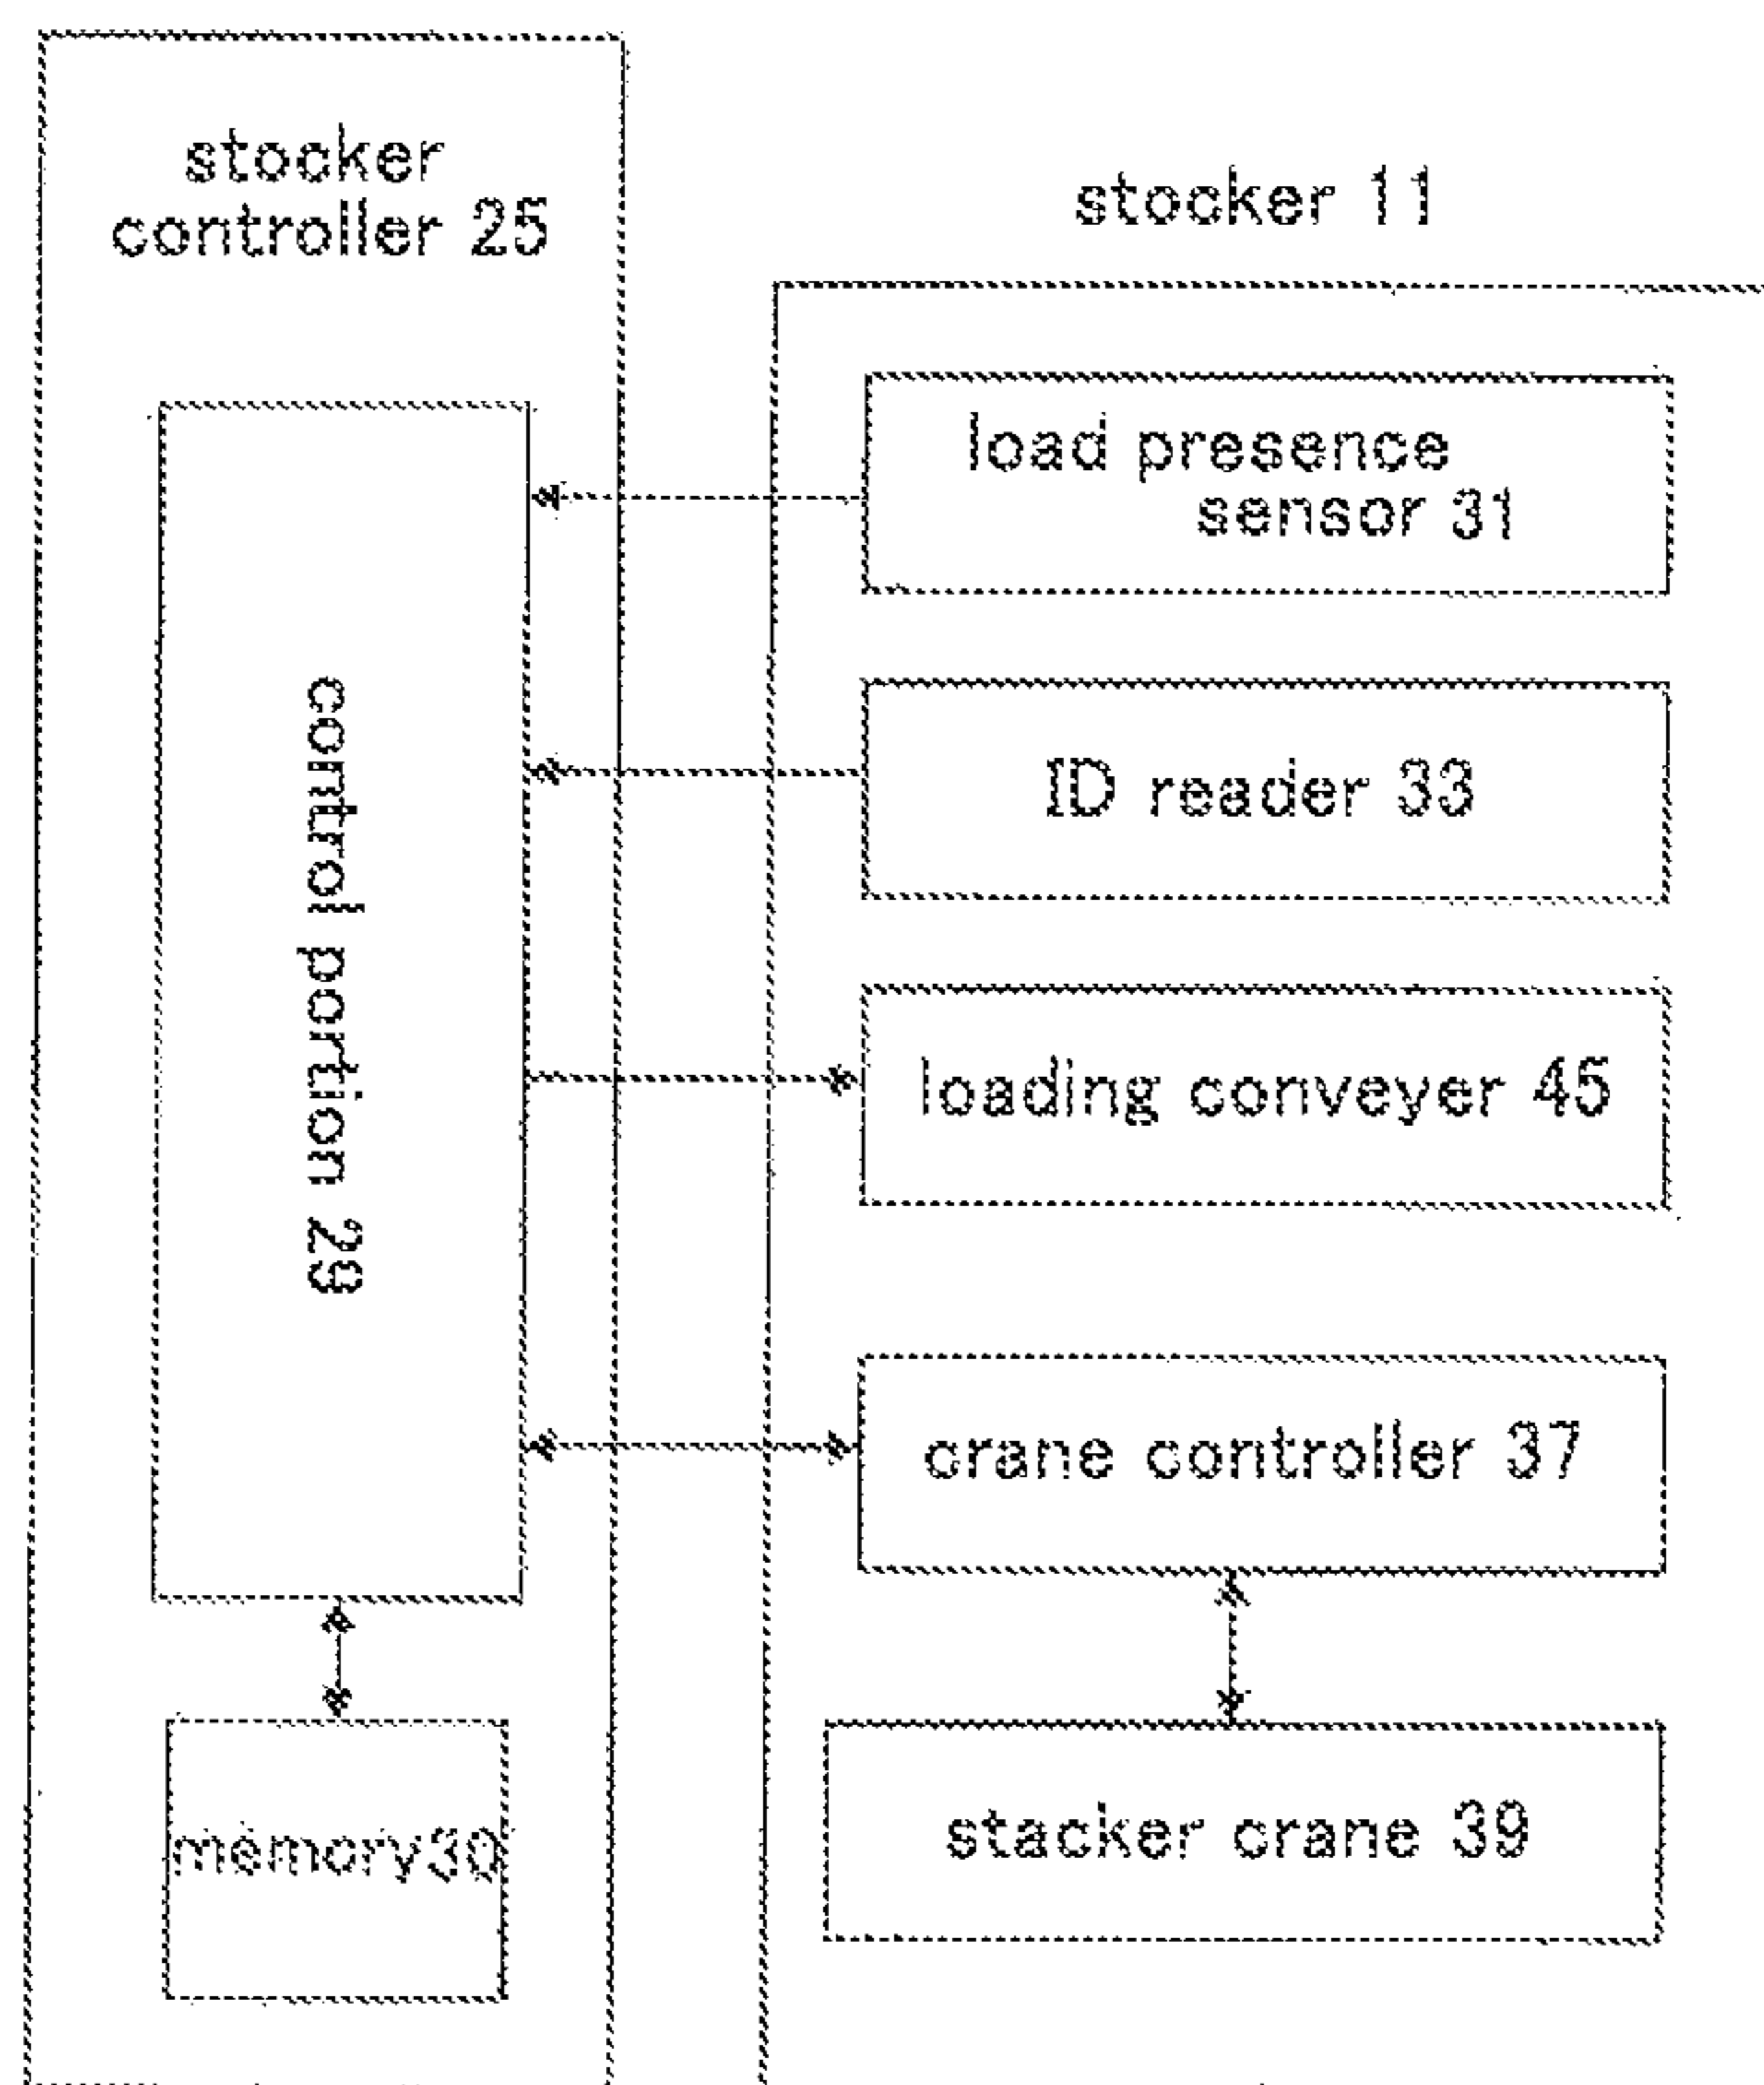 stocker
controller 25
stocker 11
load presence
sensor 31
ID reader 33
control portion 29
loading conveyer 45
crane controller 37
memory30
stacker crane 39